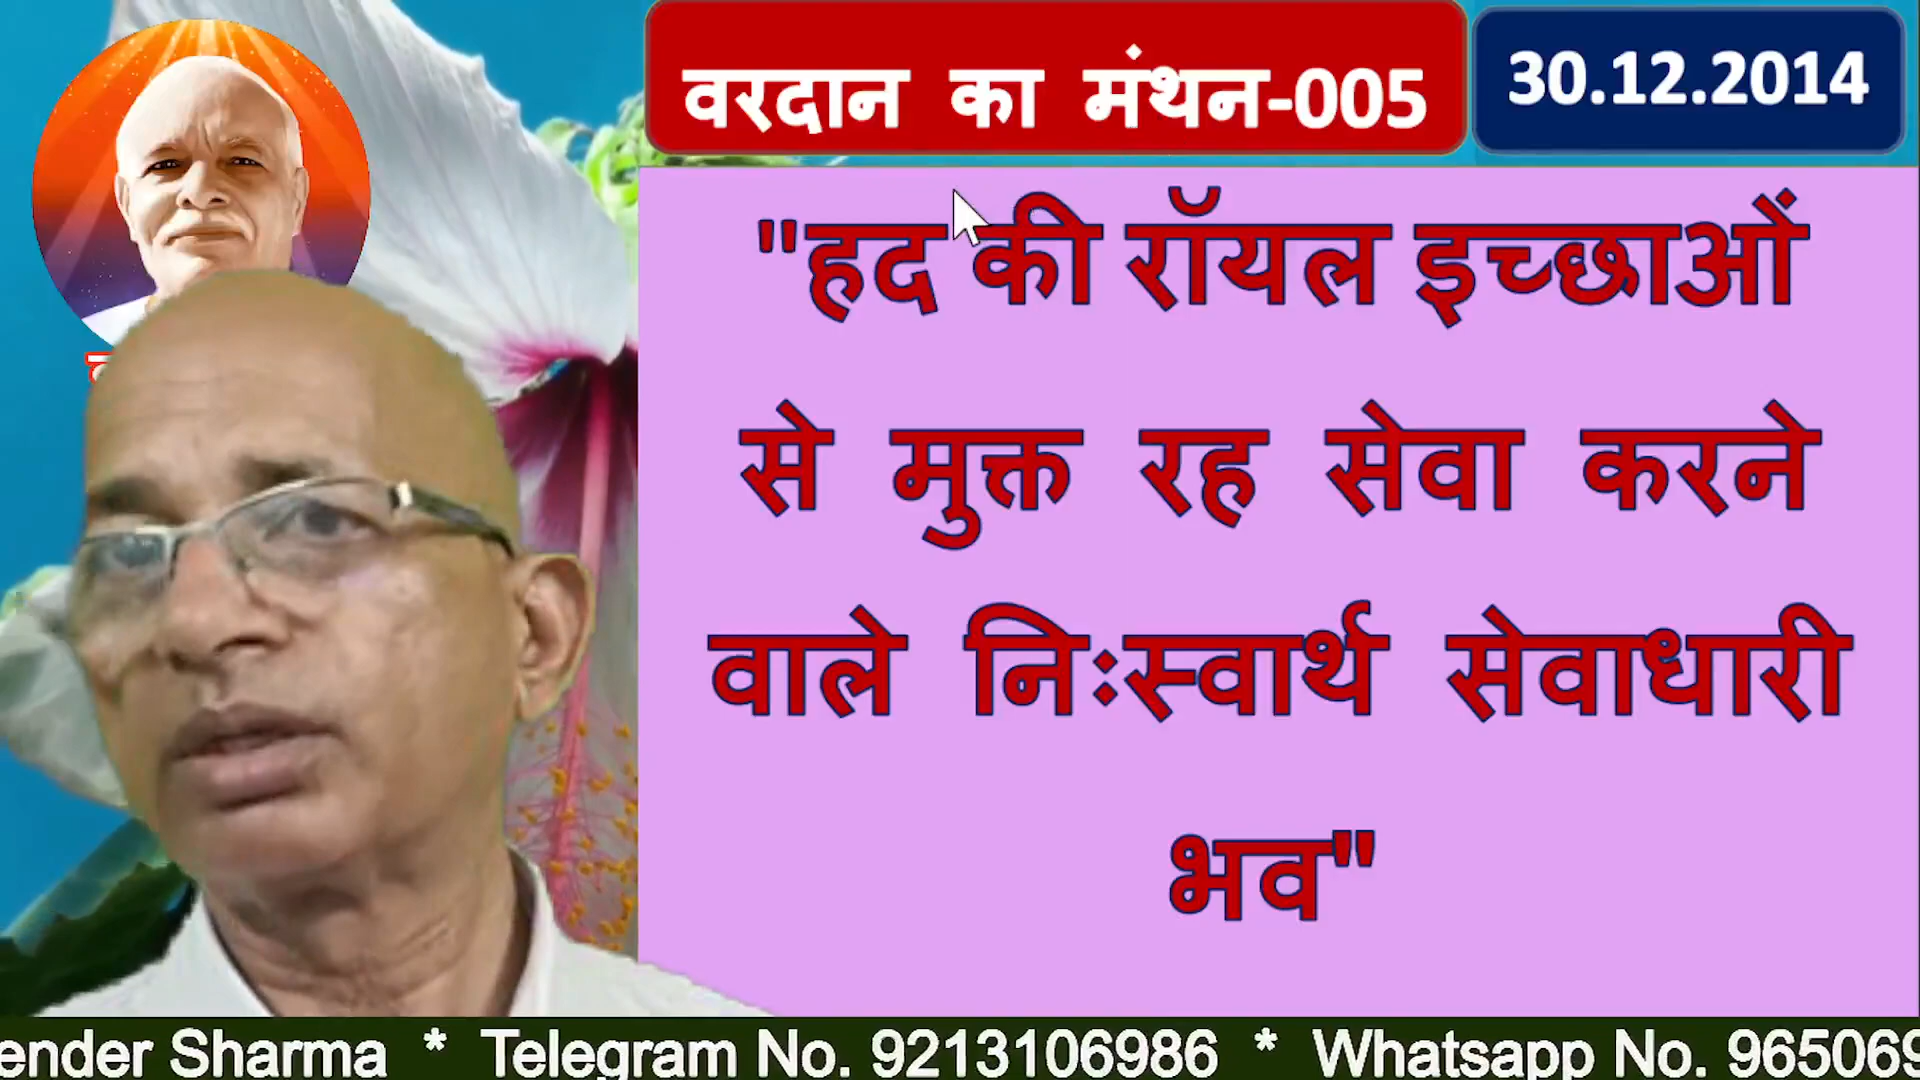 वरदान का मंथन-005
30.12.2014
"हद की रॉयल इच्छाओं
से मुक्त रह सेवा करने
वाले निःस्वार्थ सेवाधारी
भव"
ender Sharma * Telegram No. 9213106986 * Whatsapp No. 965069